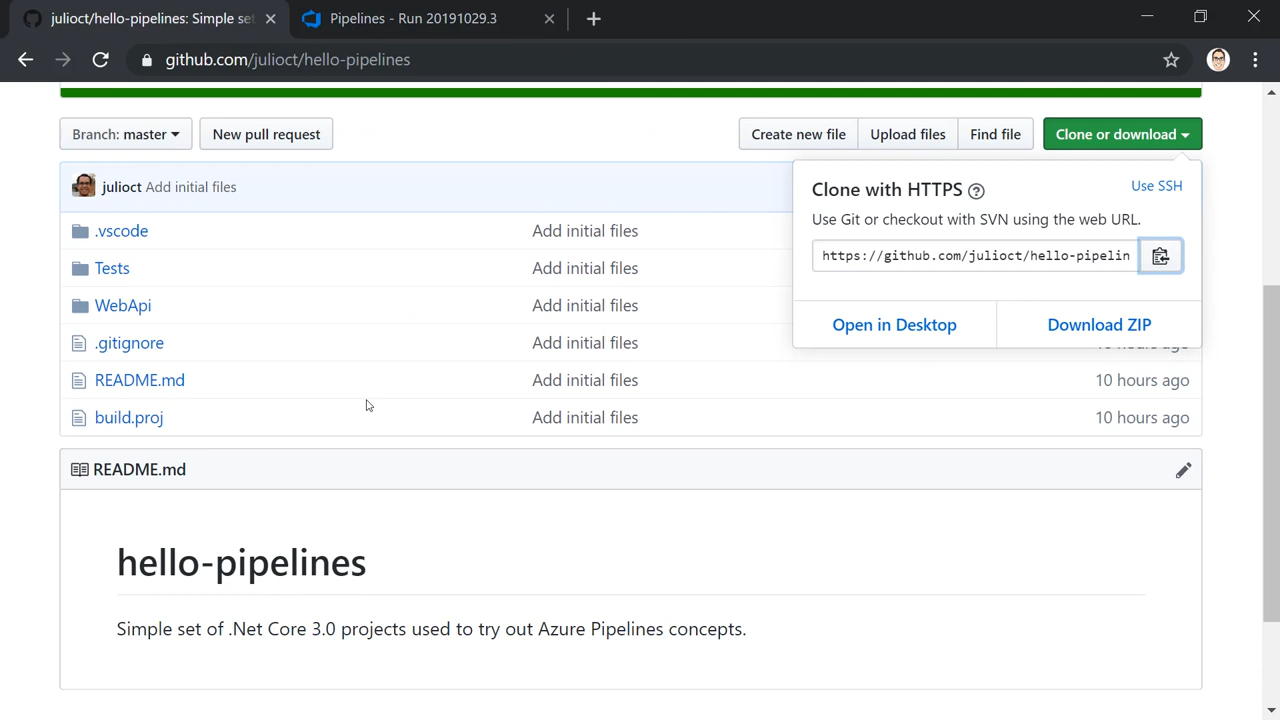 julioct/hello-pipelines: Simple set
Pipelines - Run 20191029.3
github.com/julioct/hello-pipelines
Branch: master
New pull request
Create new file
Upload files
Find file
Clone or download
julioct Add initial files
Clone with HTTPS
Use SSH
Use Git or checkout with SVN using the web URL.
https://github.com/julioct/hello-pipelin
Open in Desktop
Download ZIP
.vscode Add initial files
Tests Add initial files
WebApi Add initial files
.gitignore Add initial files 10 hours ago
README.md Add initial files 10 hours ago
build.proj Add initial files 10 hours ago
README.md
hello-pipelines
Simple set of .Net Core 3.0 projects used to try out Azure Pipelines concepts.